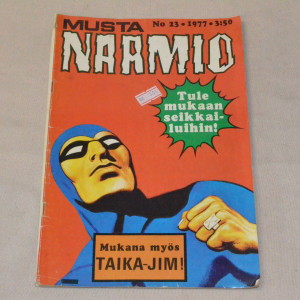 MUSTA
No 23 • 1977 • 3:50
NAAMIO
Tule
mukaan
seikkai-
luihin!
Mukana myös
TAIKA-JIM!